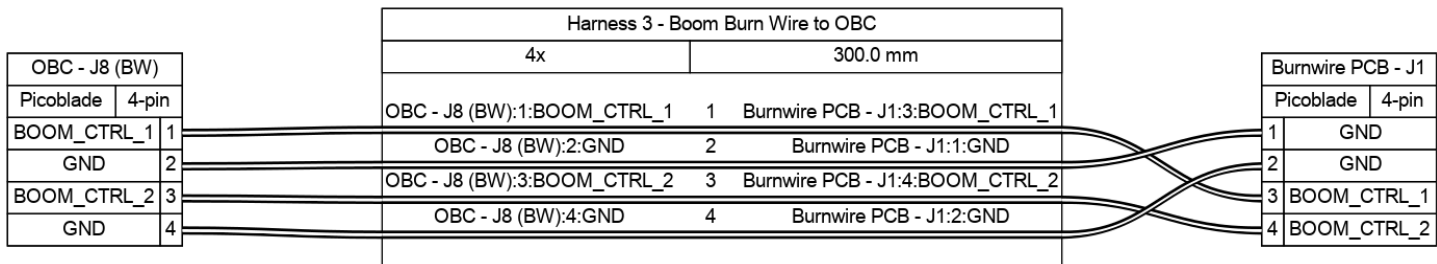 Harness 3 - Boom Burn Wire to OBC
4x 300.0 mm
OBC - J8 (BW)
Picoblade 4-pin
BOOM_CTRL_1 1
GND 2
BOOM_CTRL_2 3
GND 4
OBC - J8 (BW):1:BOOM_CTRL_1 1 Burnwire PCB - J1:3:BOOM_CTRL_1
OBC - J8 (BW):2:GND 2 Burnwire PCB - J1:1:GND
OBC - J8 (BW):3:BOOM_CTRL_2 3 Burnwire PCB - J1:4:BOOM_CTRL_2
OBC - J8 (BW):4:GND 4 Burnwire PCB - J1:2:GND
Burnwire PCB - J1
Picoblade 4-pin
1 GND
2 GND
3 BOOM_CTRL_1
4 BOOM_CTRL_2